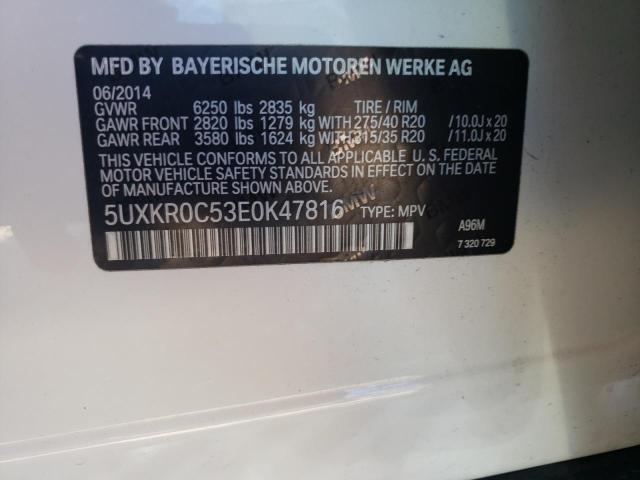 MFD BY BAYERISCHE MOTOREN WERKE AG
06/2014
GVWR 6250 lbs 2835 kg TIRE / RIM
GAWR FRONT 2820 lbs 1279 kg WITH 275/40 R20 /10.0J x 20
GAWR REAR 3580 lbs 1624 kg WITH 315/35 R20 /11.0J x 20
THIS VEHICLE CONFORMS TO ALL APPLICABLE U. S. FEDERAL
MOTOR VEHICLE SAFETY STANDARDS IN EFFECT ON THE DATE OF
MANUFACTURE SHOWN ABOVE.
5UXKR0C53E0K47816 TYPE: MPV A96M
7 320 729